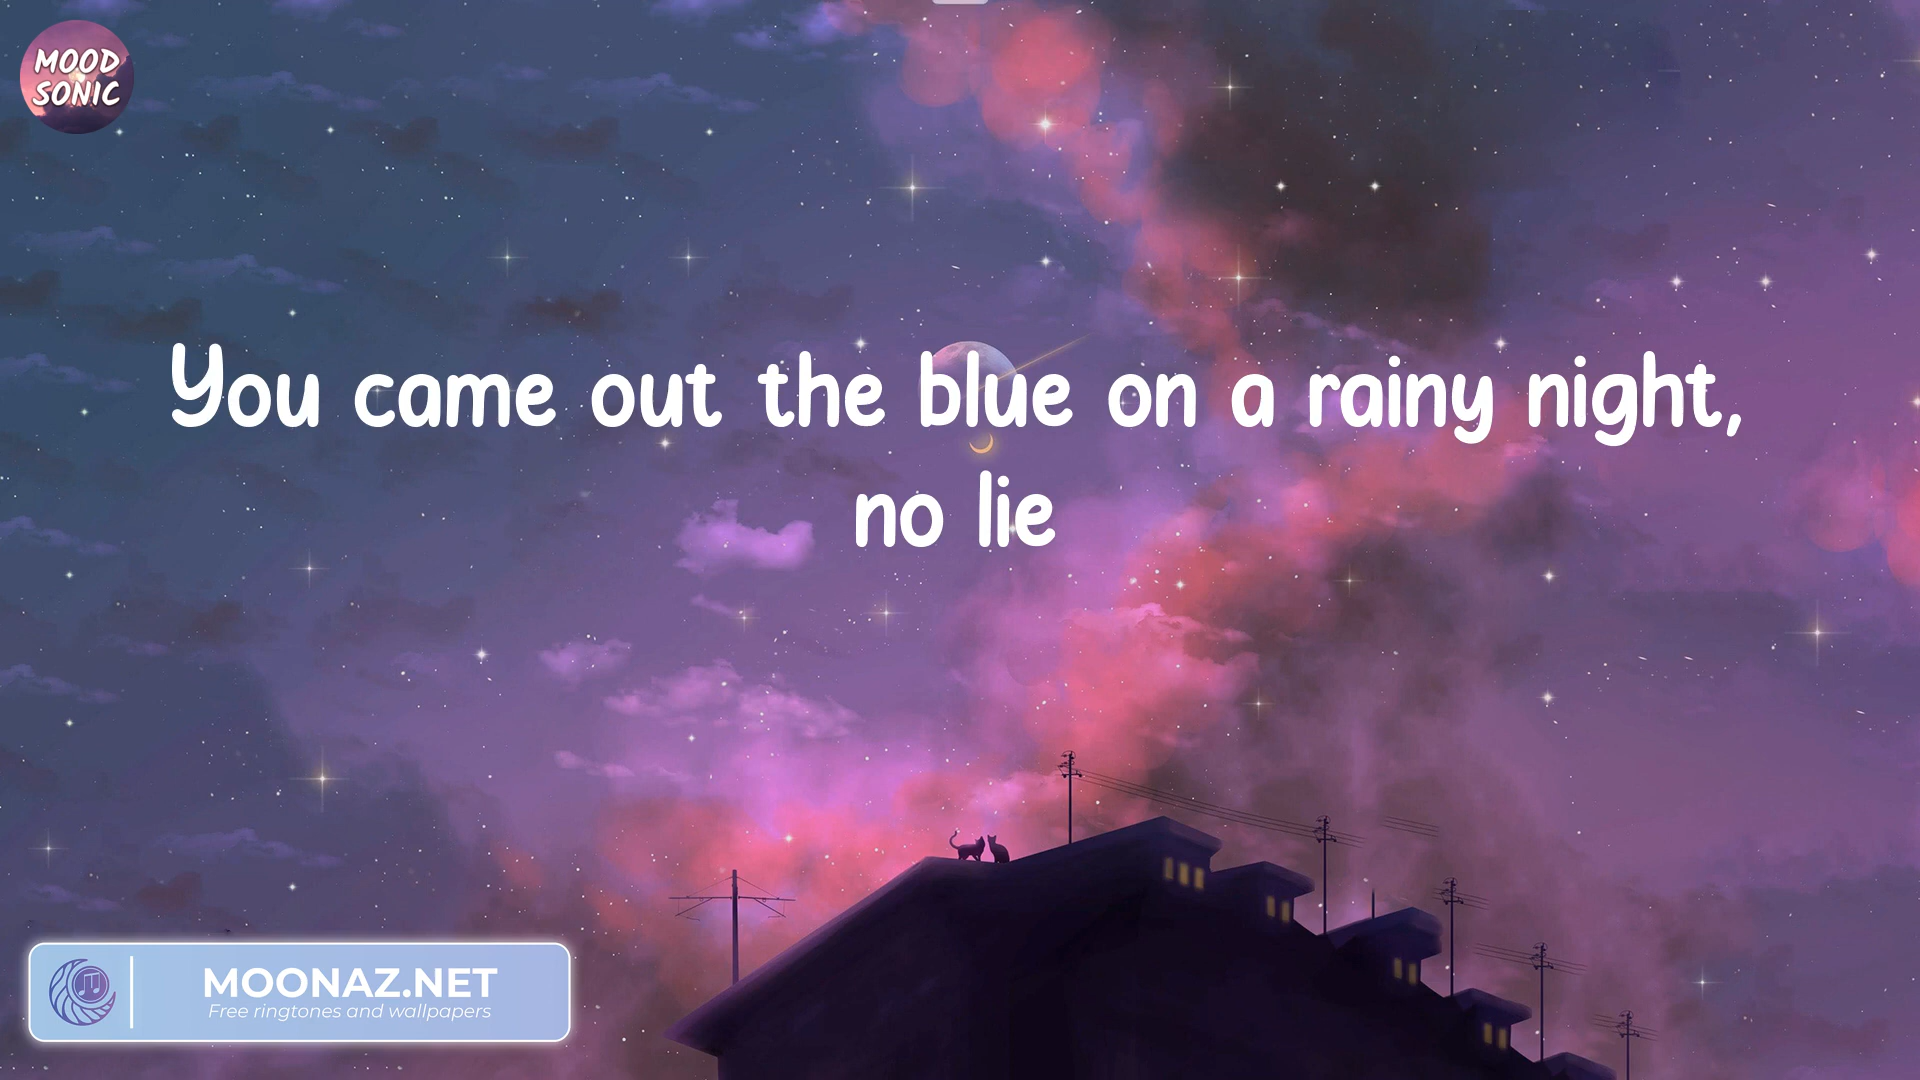 MOOD
SONIC
You came out the blue on a rainy night,
no lie
MOONAZ.NET
Free ringtones and wallpapers